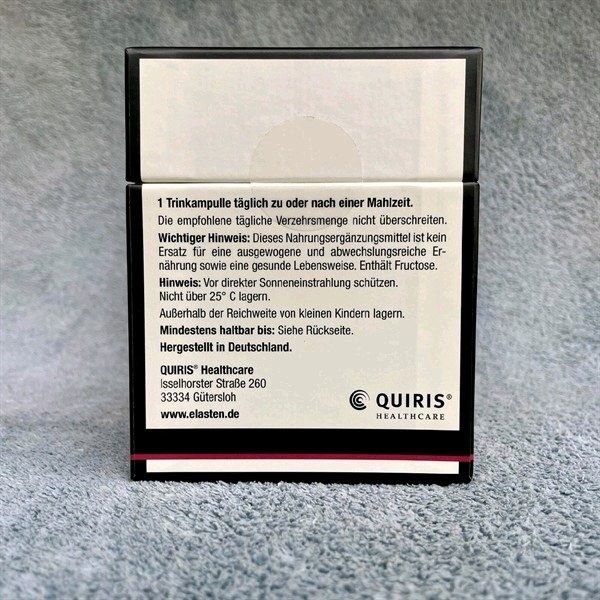 1 Trinkampulle täglich zu oder nach einer Mahlzeit.
Die empfohlene tägliche Verzehrsmenge nicht überschreiten.
Wichtiger Hinweis: Dieses Nahrungsergänzungsmittel ist kein
Ersatz für eine ausgewogene und abwechslungsreiche Er-
nährung sowie eine gesunde Lebensweise. Enthält Fructose.
Hinweis: Vor direkter Sonneneinstrahlung schützen.
Nicht über 25° C lagern.
Außerhalb der Reichweite von kleinen Kindern lagern.
Mindestens haltbar bis: Siehe Rückseite.
Hergestellt in Deutschland.
QUIRIS® Healthcare
Isselhorster Straße 260
33334 Gütersloh
www.elasten.de
QUIRIS®
HEALTHCARE